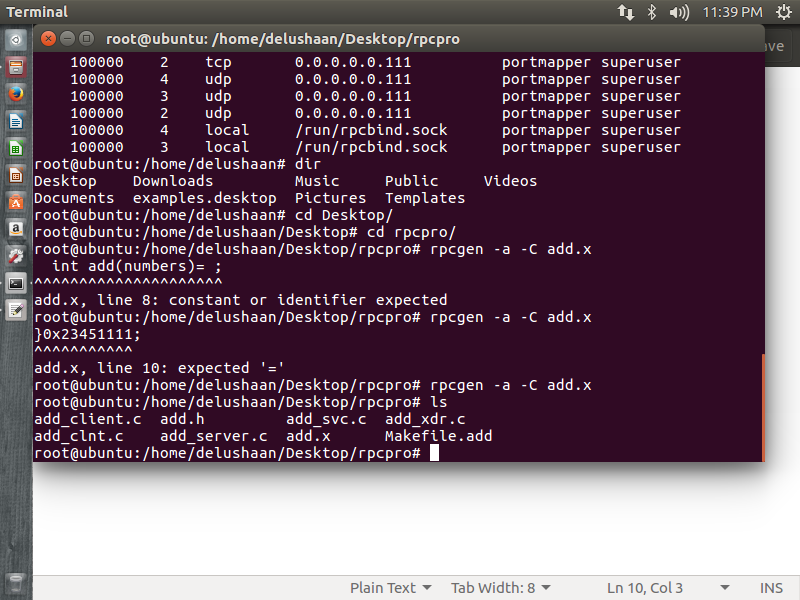 Terminal
11:39 PM
root@ubuntu: /home/delushaan/Desktop/rpcpro
ave
100000 2 tcp 0.0.0.0.0.111 portmapper superuser
100000 4 udp 0.0.0.0.0.111 portmapper superuser
100000 3 udp 0.0.0.0.0.111 portmapper superuser
100000 2 udp 0.0.0.0.0.111 portmapper superuser
100000 4 local /run/rpcbind.sock portmapper superuser
100000 3 local /run/rpcbind.sock portmapper superuser
root@ubuntu:/home/delushaan# dir
Desktop Downloads Music Public Videos
Documents examples.desktop Pictures Templates
root@ubuntu:/home/delushaan# cd Desktop/
root@ubuntu:/home/delushaan/Desktop# cd rpcpro/
root@ubuntu:/home/delushaan/Desktop/rpcpro# rpcgen -a -C add.x
int add(numbers)= ;
^^^^^^^^^^^^^^^^^^^^^
add.x, line 8: constant or identifier expected
root@ubuntu:/home/delushaan/Desktop/rpcpro# rpcgen -a -C add.x
}0x23451111;
^^^^^^^^^^^
add.x, line 10: expected '='
root@ubuntu:/home/delushaan/Desktop/rpcpro# rpcgen -a -C add.x
root@ubuntu:/home/delushaan/Desktop/rpcpro# ls
add_client.c add.h add_svc.c add_xdr.c
add_clnt.c add_server.c add.x Makefile.add
root@ubuntu:/home/delushaan/Desktop/rpcpro#
Plain Text Tab Width: 8 Ln 10, Col 3 INS